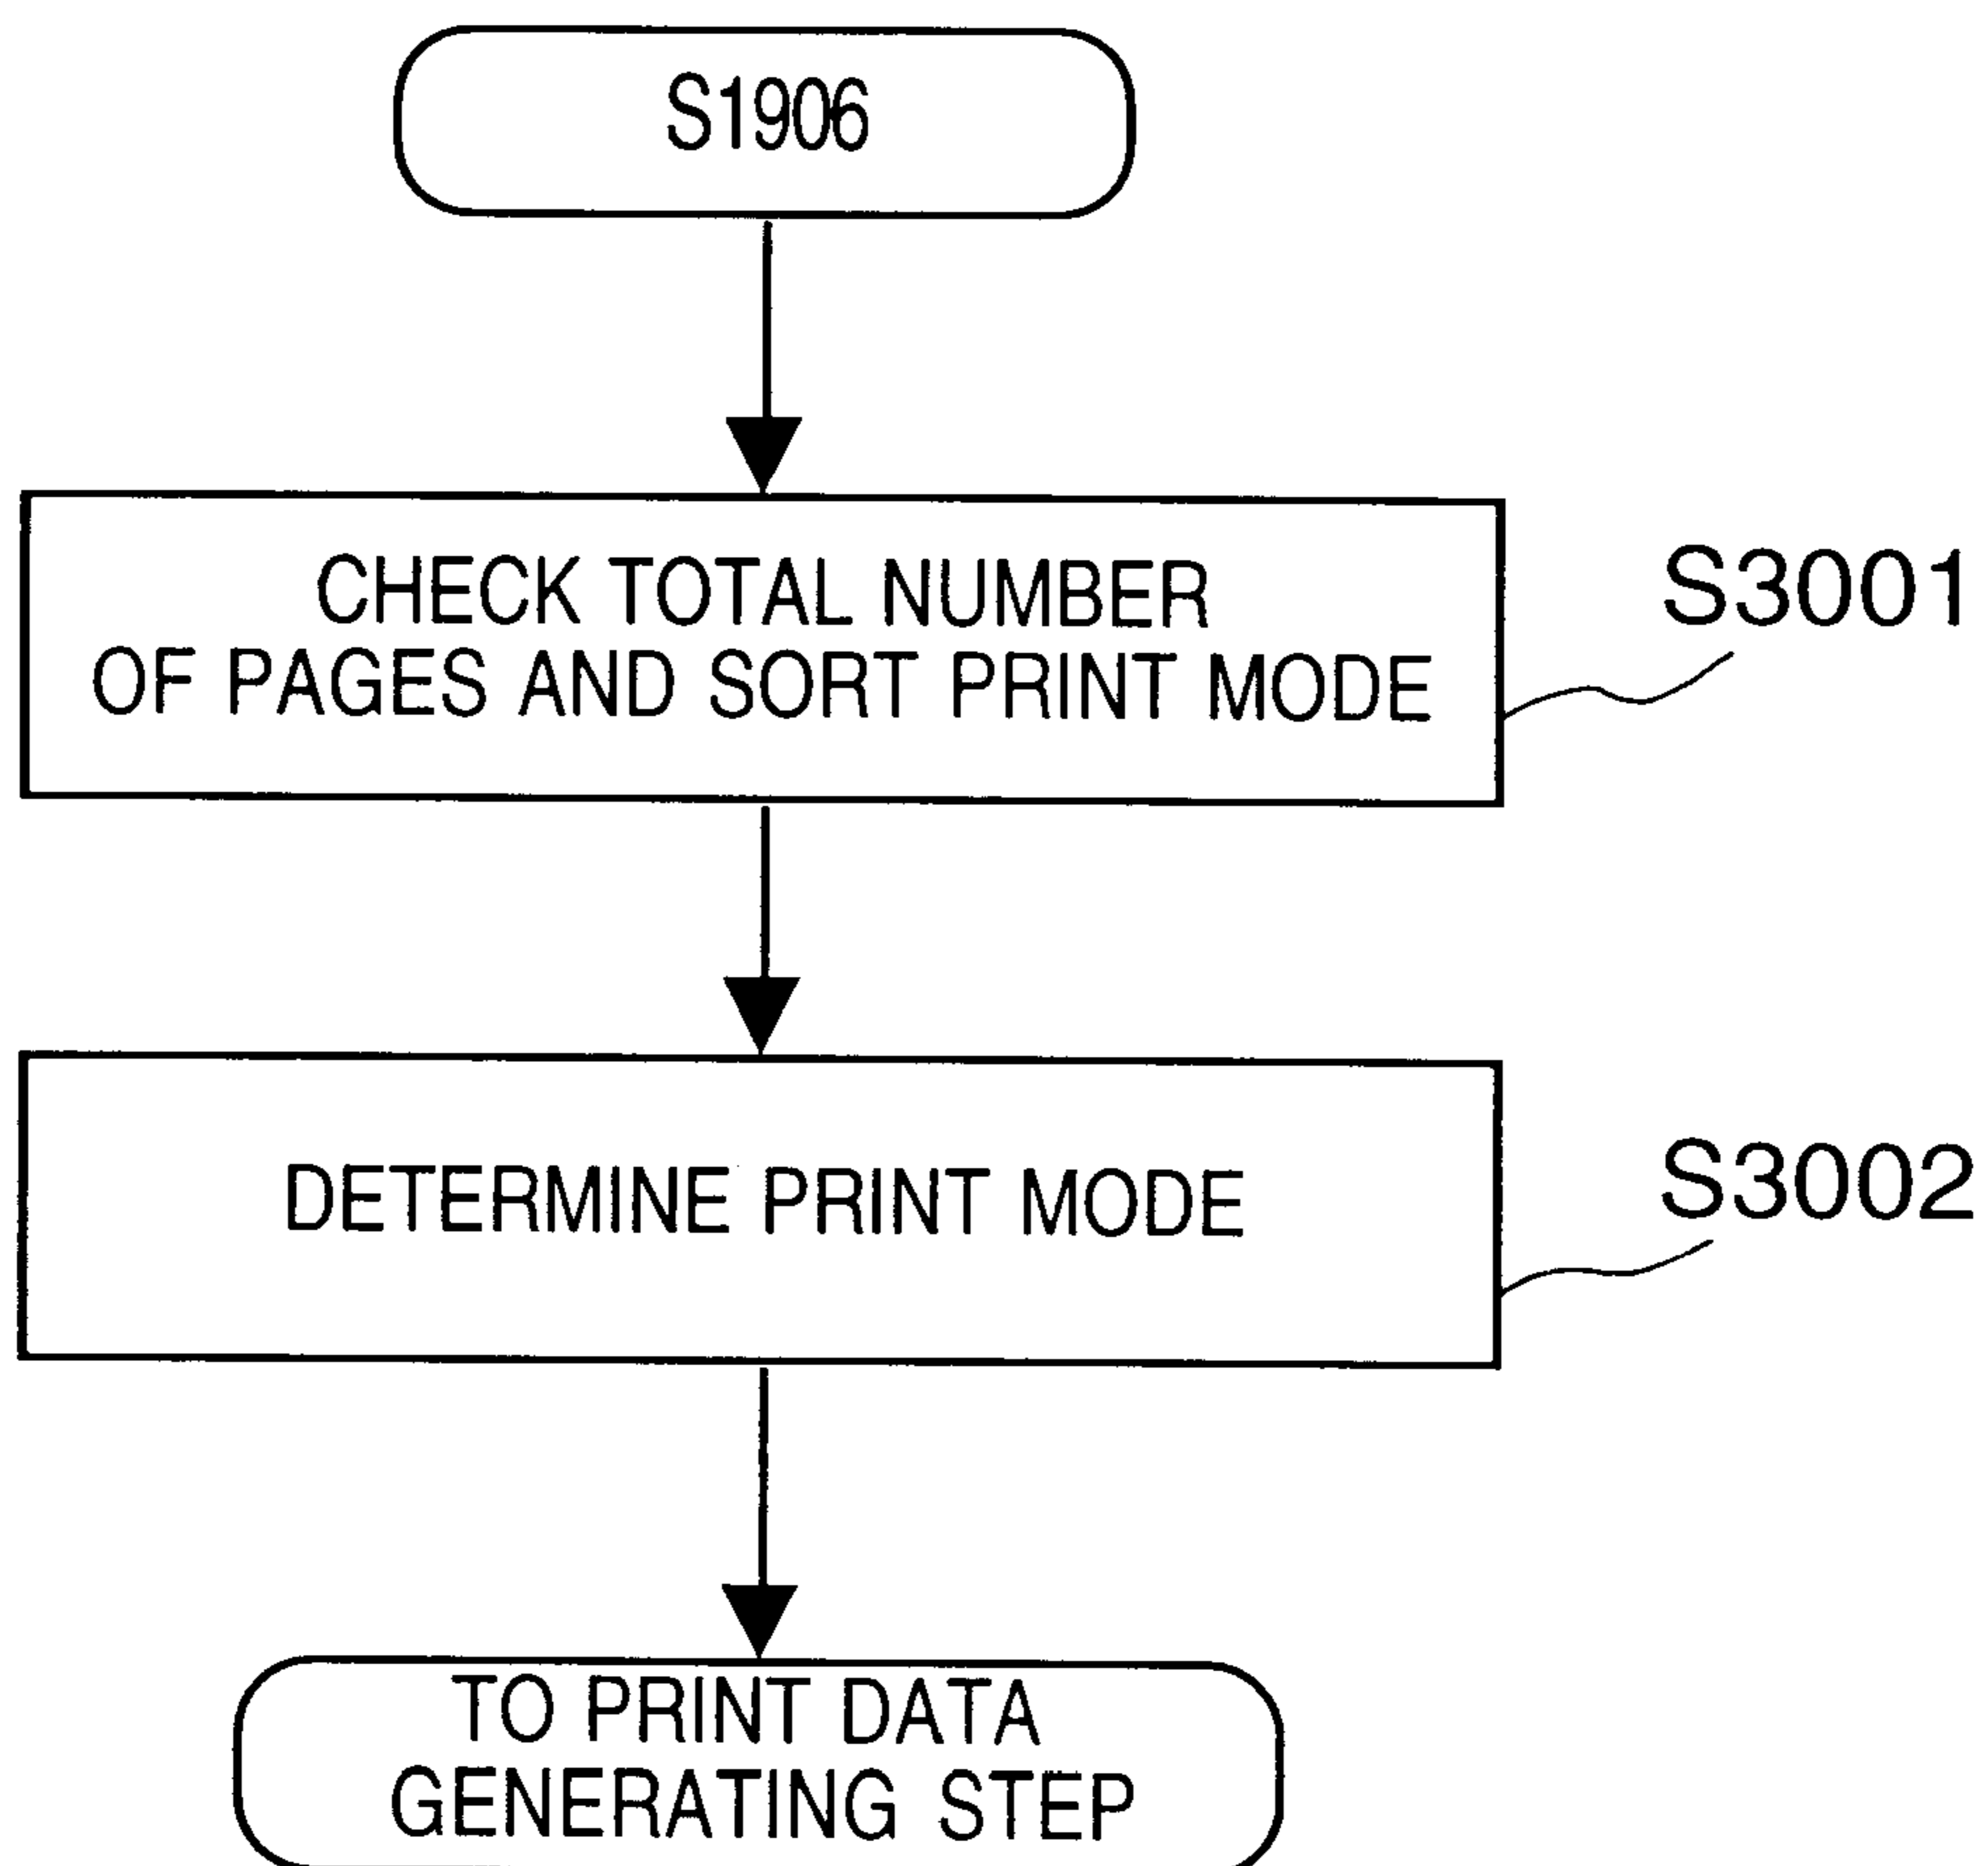 S1906
CHECK TOTAL NUMBER
OF PAGES AND SORT PRINT MODE
S3001
DETERMINE PRINT MODE
S3002
TO PRINT DATA
GENERATING STEP